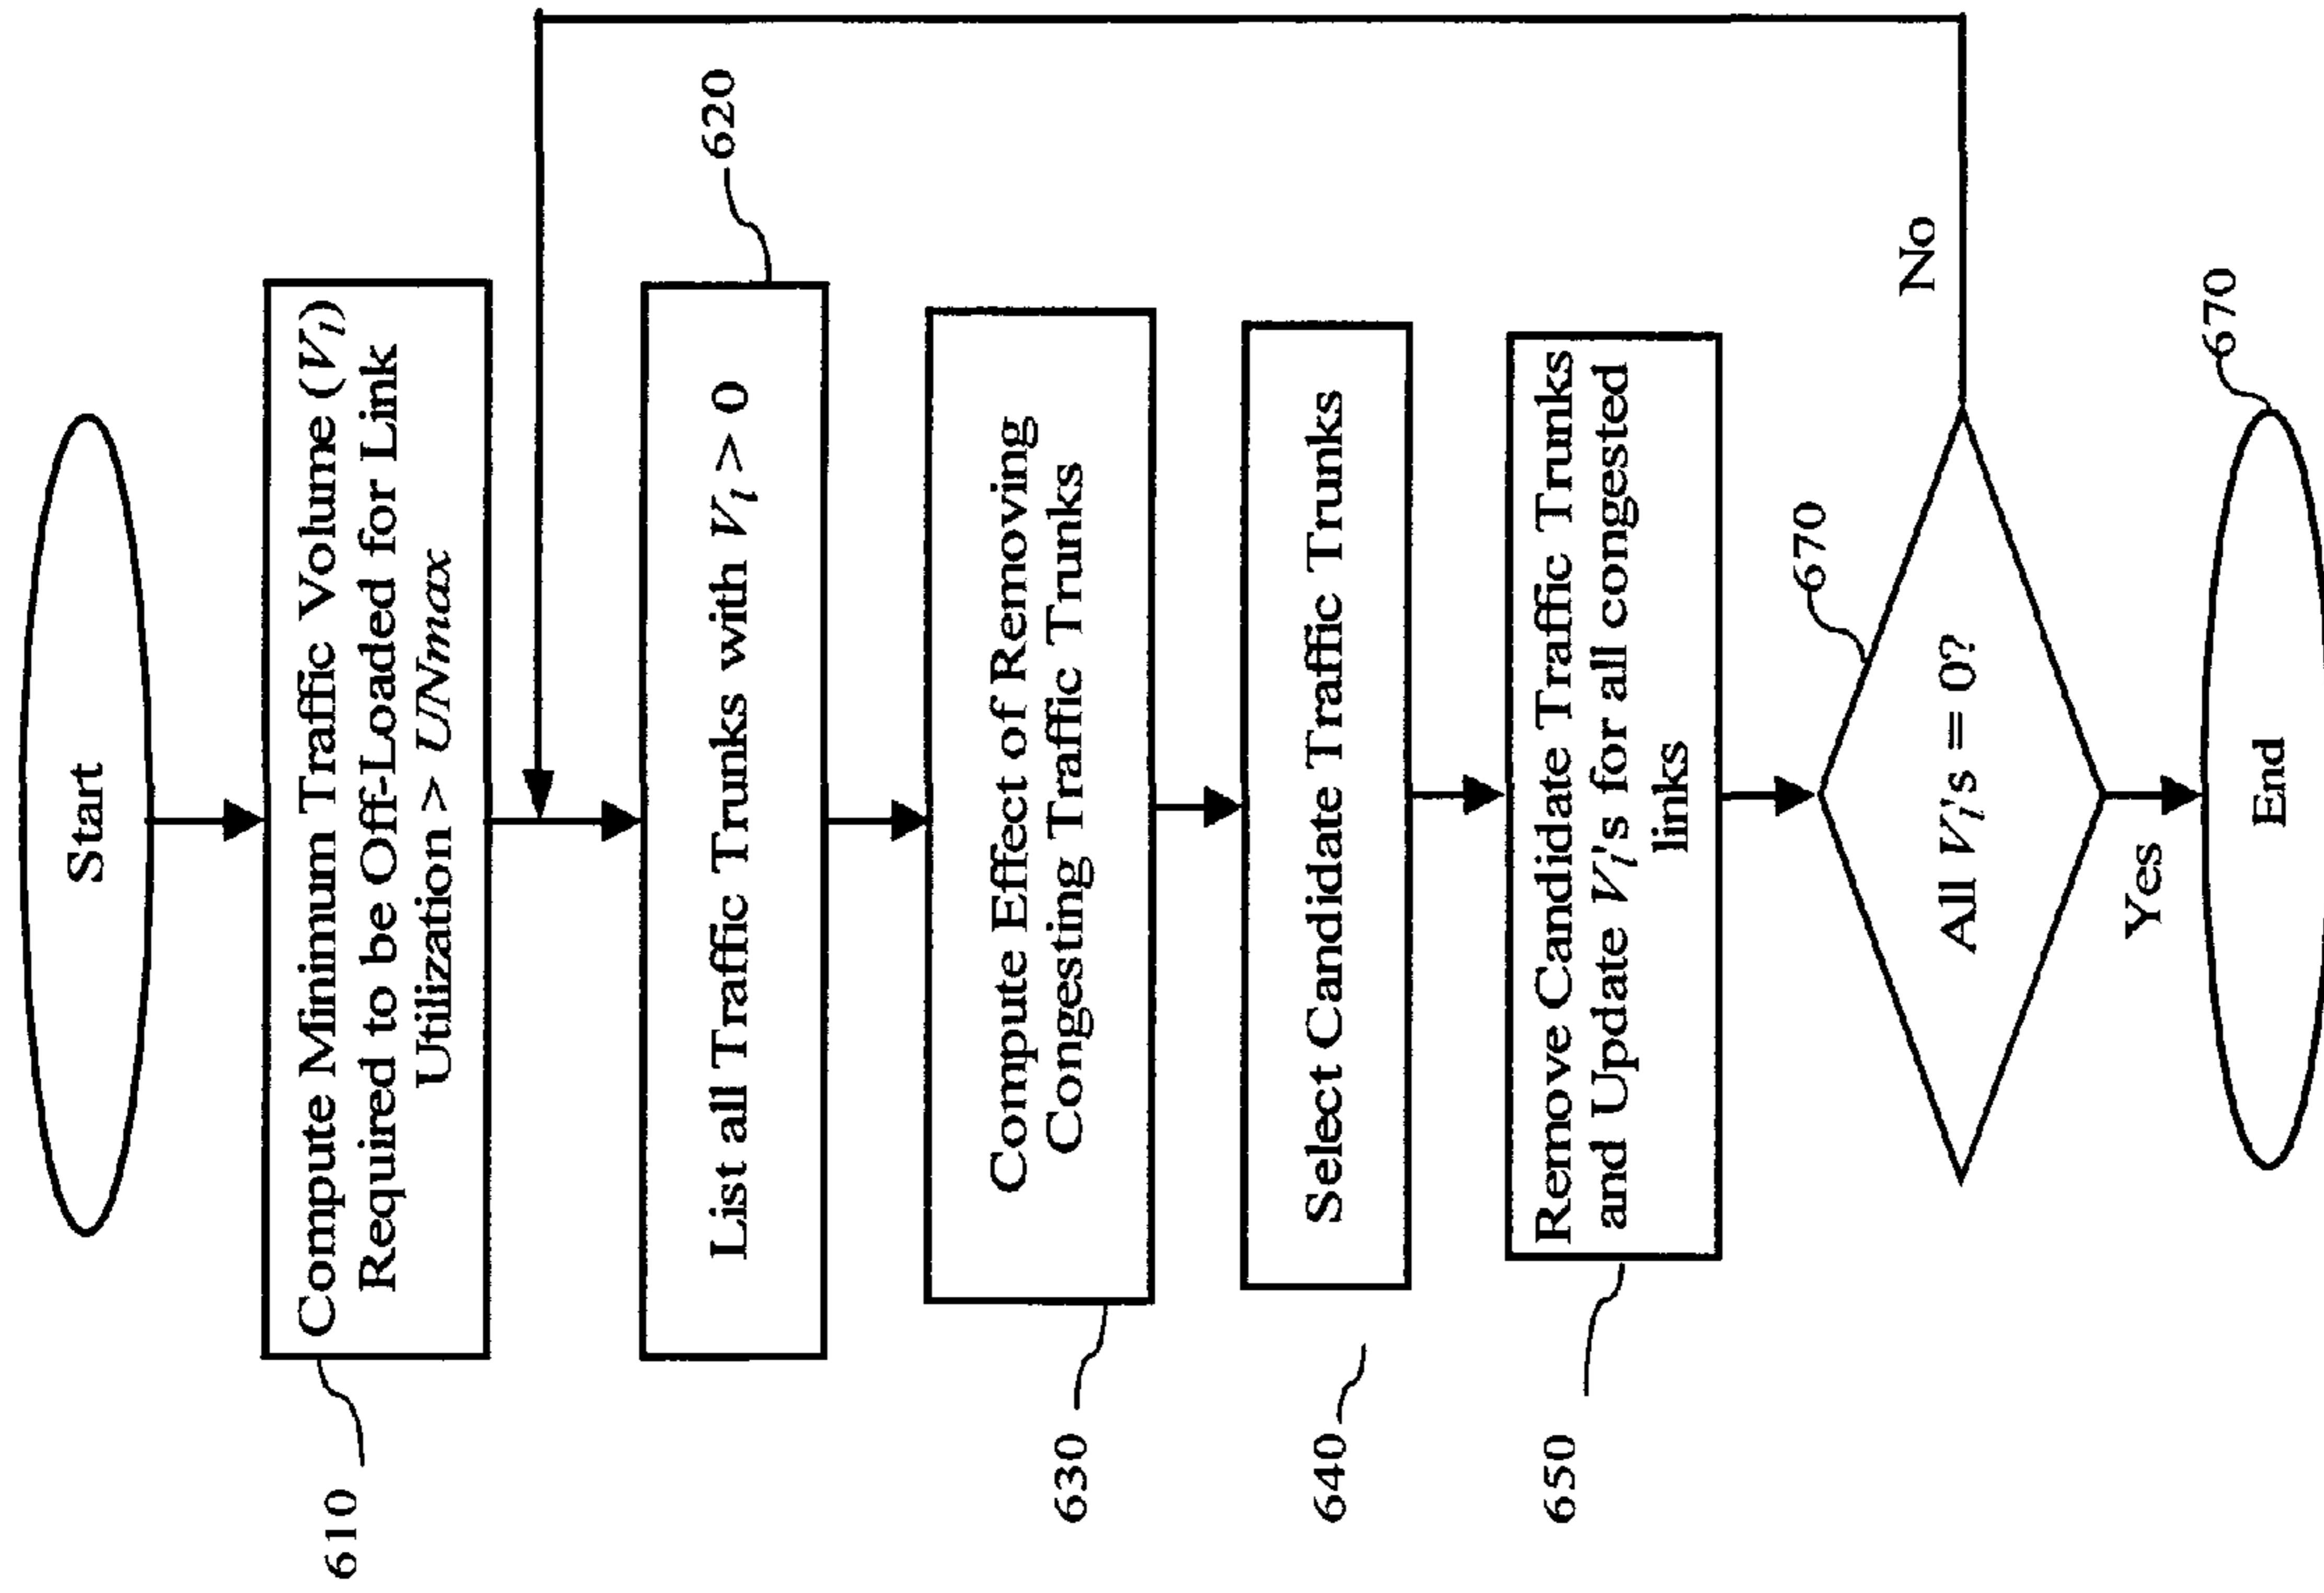 Start
610
Compute Minimum Traffic Volume (Vl)
Required to be Off-Loaded for Link
Utilization > UNmax
620
List all Traffic Trunks with Vl > 0
630
Compute Effect of Removing
Congesting Traffic Trunks
640
Select Candidate Traffic Trunks
650
Remove Candidate Traffic Trunks
and Update Vl's for all congested
links
670
All Vl's = 0?
No
Yes
670
End